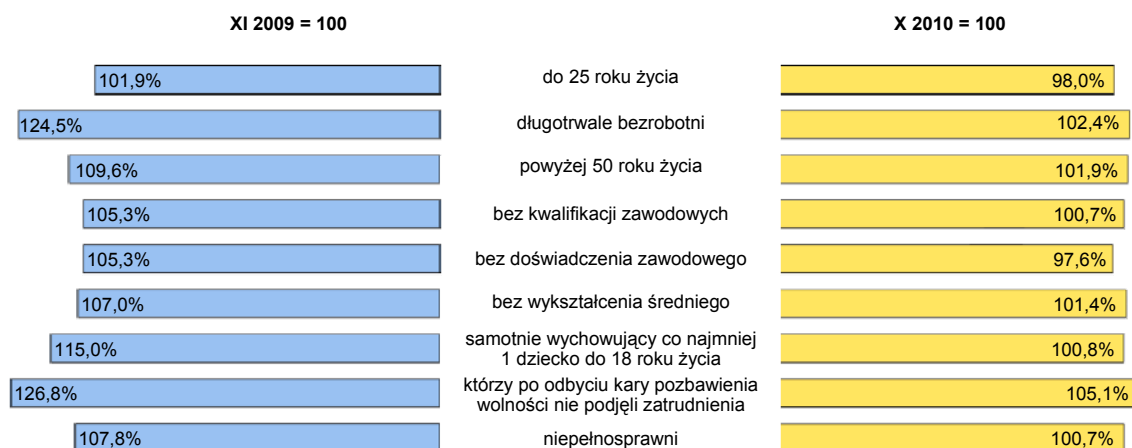 XI 2009 = 100 X 2010 = 100
101,9% do 25 roku życia 98,0%
124,5% długotrwale bezrobotni 102,4%
109,6% powyżej 50 roku życia 101,9%
105,3% bez kwalifikacji zawodowych 100,7%
105,3% bez doświadczenia zawodowego 97,6%
107,0% bez wykształcenia średniego 101,4%
115,0% samotnie wychowujący co najmniej
1 dziecko do 18 roku życia 100,8%
126,8% którzy po odbyciu kary pozbawienia
wolności nie podjęli zatrudnienia 105,1%
107,8% niepełnosprawni 100,7%